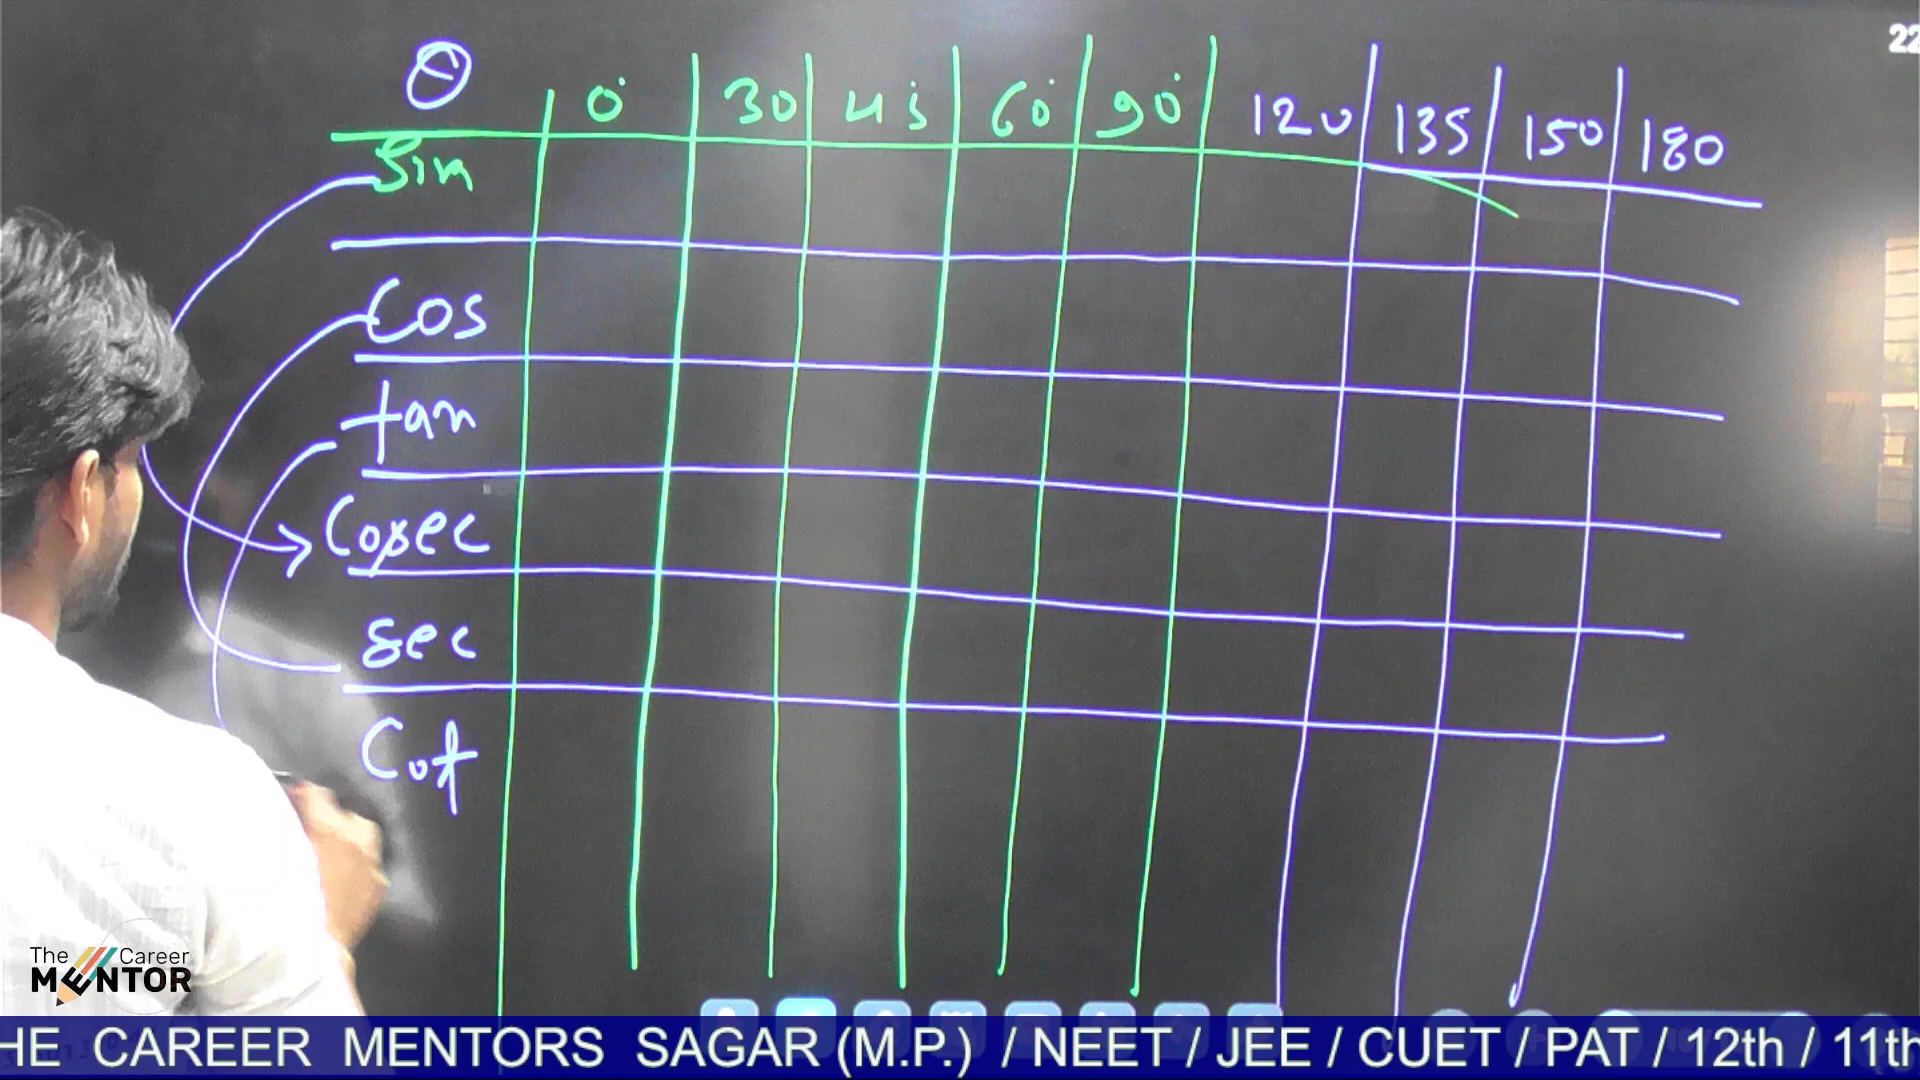 22
θ 0° 30 45° 60° 90° 120 135 150 180
Sin
Cos
tan
Cosec
Sec
Cot
The Career
MENTOR
HE CAREER MENTORS SAGAR (M.P.) / NEET / JEE / CUET / PAT / 12th / 11th